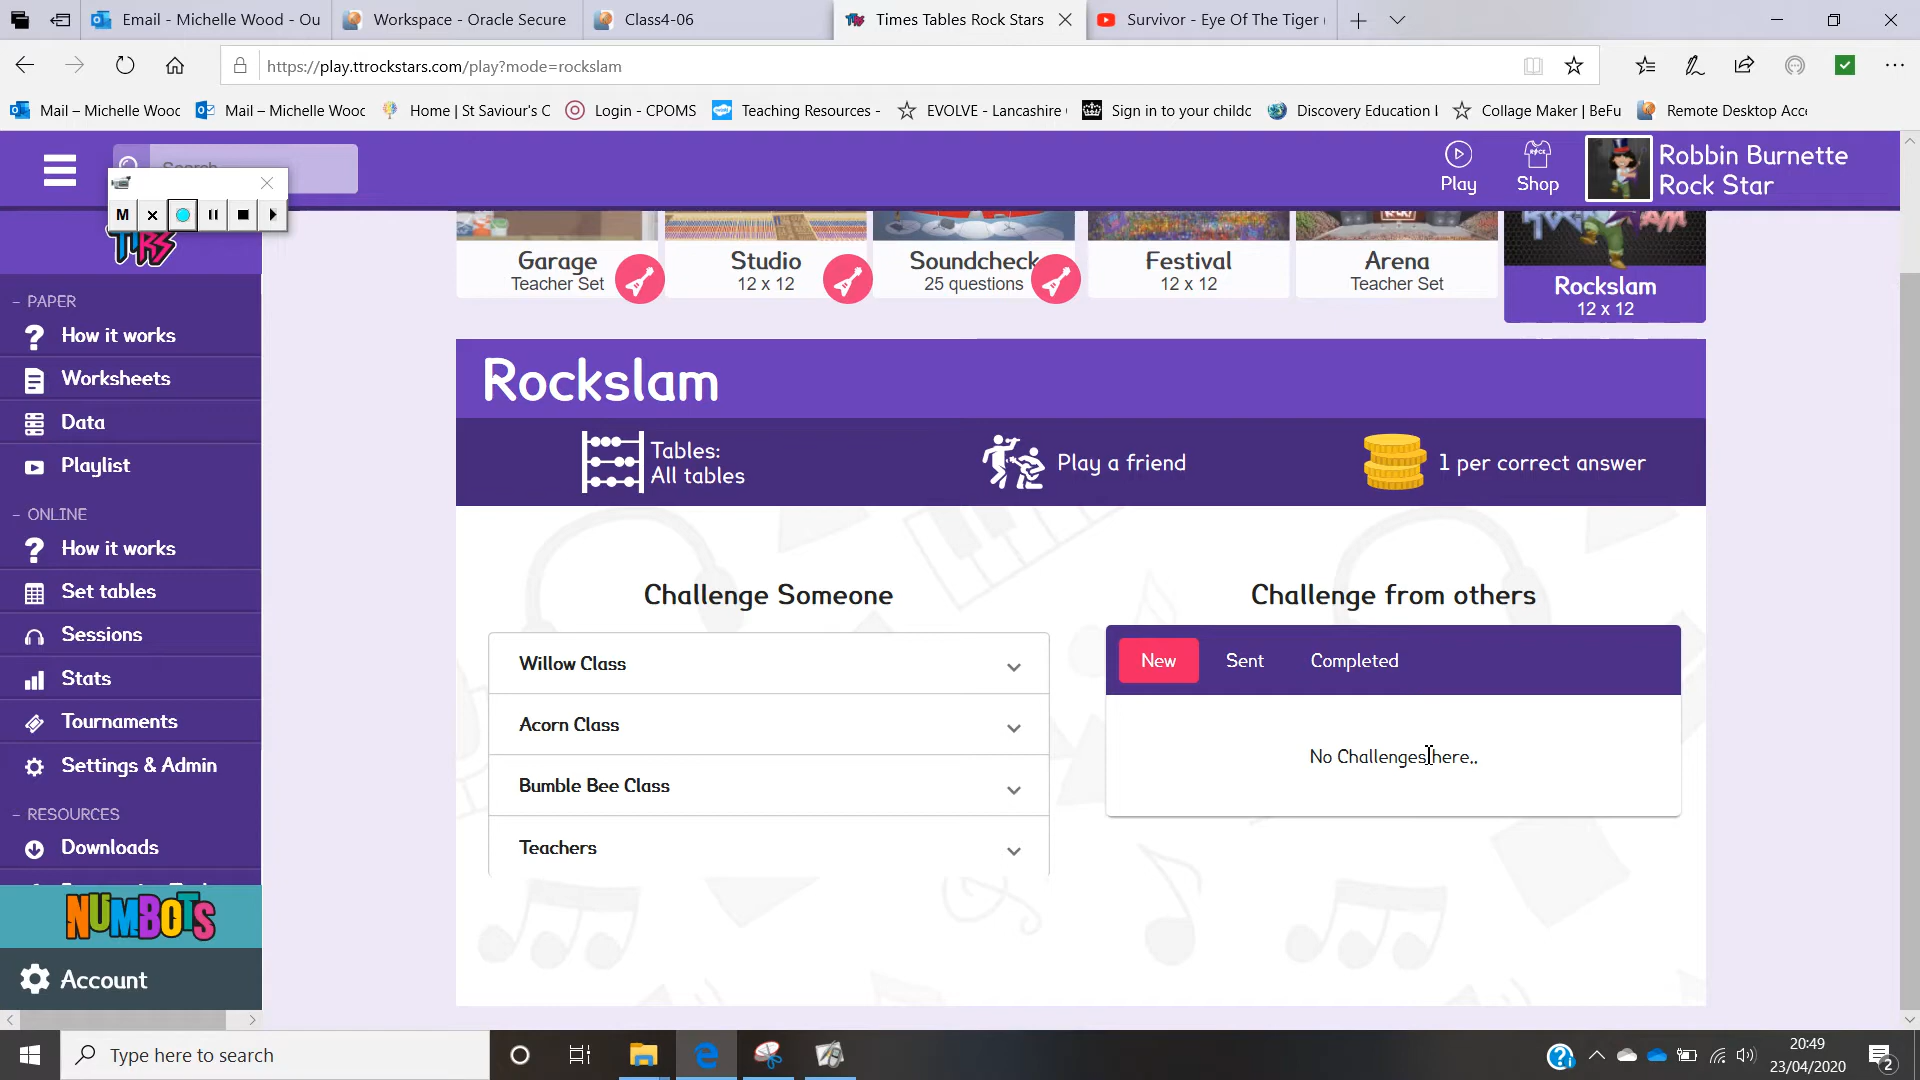 Email - Michelle Wood - Ou
Workspace - Oracle Secure
Class4-06
Times Tables Rock Stars
Survivor - Eye Of The Tiger (
https://play.ttrockstars.com/play?mode=rockslam
Mail – Michelle Wooc
Mail – Michelle Wooc
Home | St Saviour's C
Login - CPOMS
Teaching Resources -
EVOLVE - Lancashire
Sign in to your childc
Discovery Education |
Collage Maker | BeFu
Remote Desktop Acce
Search
Play
Shop
Robbin Burnette
Rock Star
M
TTRS
PAPER
How it works
Worksheets
Data
Playlist
ONLINE
How it works
Set tables
Sessions
Stats
Tournaments
Settings & Admin
RESOURCES
Downloads
NUMBOTS
Account
Garage
Teacher Set
Studio
12 x 12
Soundcheck
25 questions
Festival
12 x 12
Arena
Teacher Set
Rockslam
12 x 12
Rockslam
Tables:
All tables
Play a friend
1 per correct answer
Challenge Someone
Willow Class
Acorn Class
Bumble Bee Class
Teachers
Challenge from others
New
Sent
Completed
No Challenges here..
Type here to search
20:49
23/04/2020
2